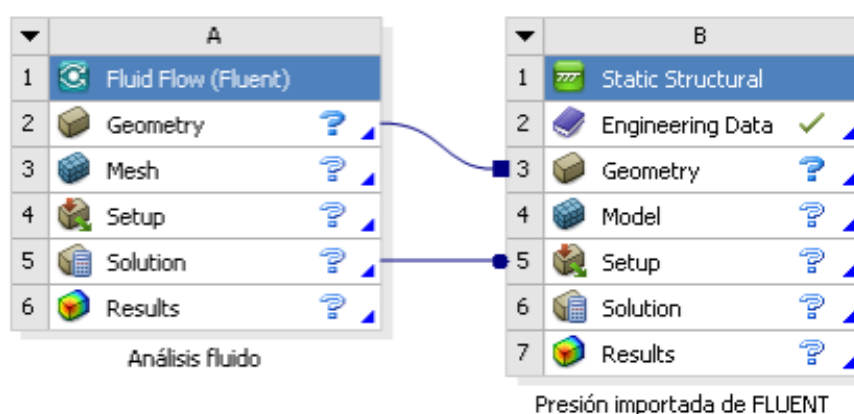 A
1 Fluid Flow (Fluent)
2 Geometry ?
3 Mesh ?
4 Setup ?
5 Solution ?
6 Results ?
Análisis fluido
B
1 Static Structural
2 Engineering Data ✓
3 Geometry ?
4 Model ?
5 Setup ?
6 Solution ?
7 Results ?
Presión importada de FLUENT